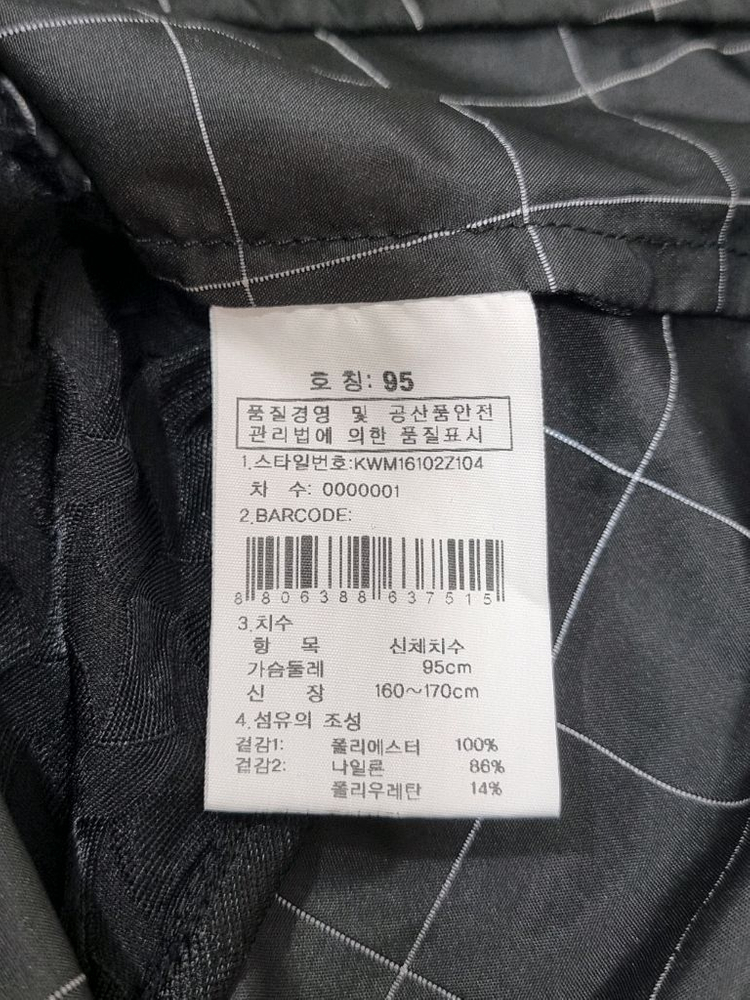 호 칭: 95
품질경영 및 공산품안전
관리법에 의한 품질표시
1.스타일번호:KWM16102Z104
차 수: 0000001
2.BARCODE:
8 806388 637515
3.치수
항 목 신체치수
가슴둘레 95cm
신 장 160~170cm
4.섬유의 조성
겉감1: 폴리에스터 100%
겉감2: 나일론 86%
폴리우레탄 14%